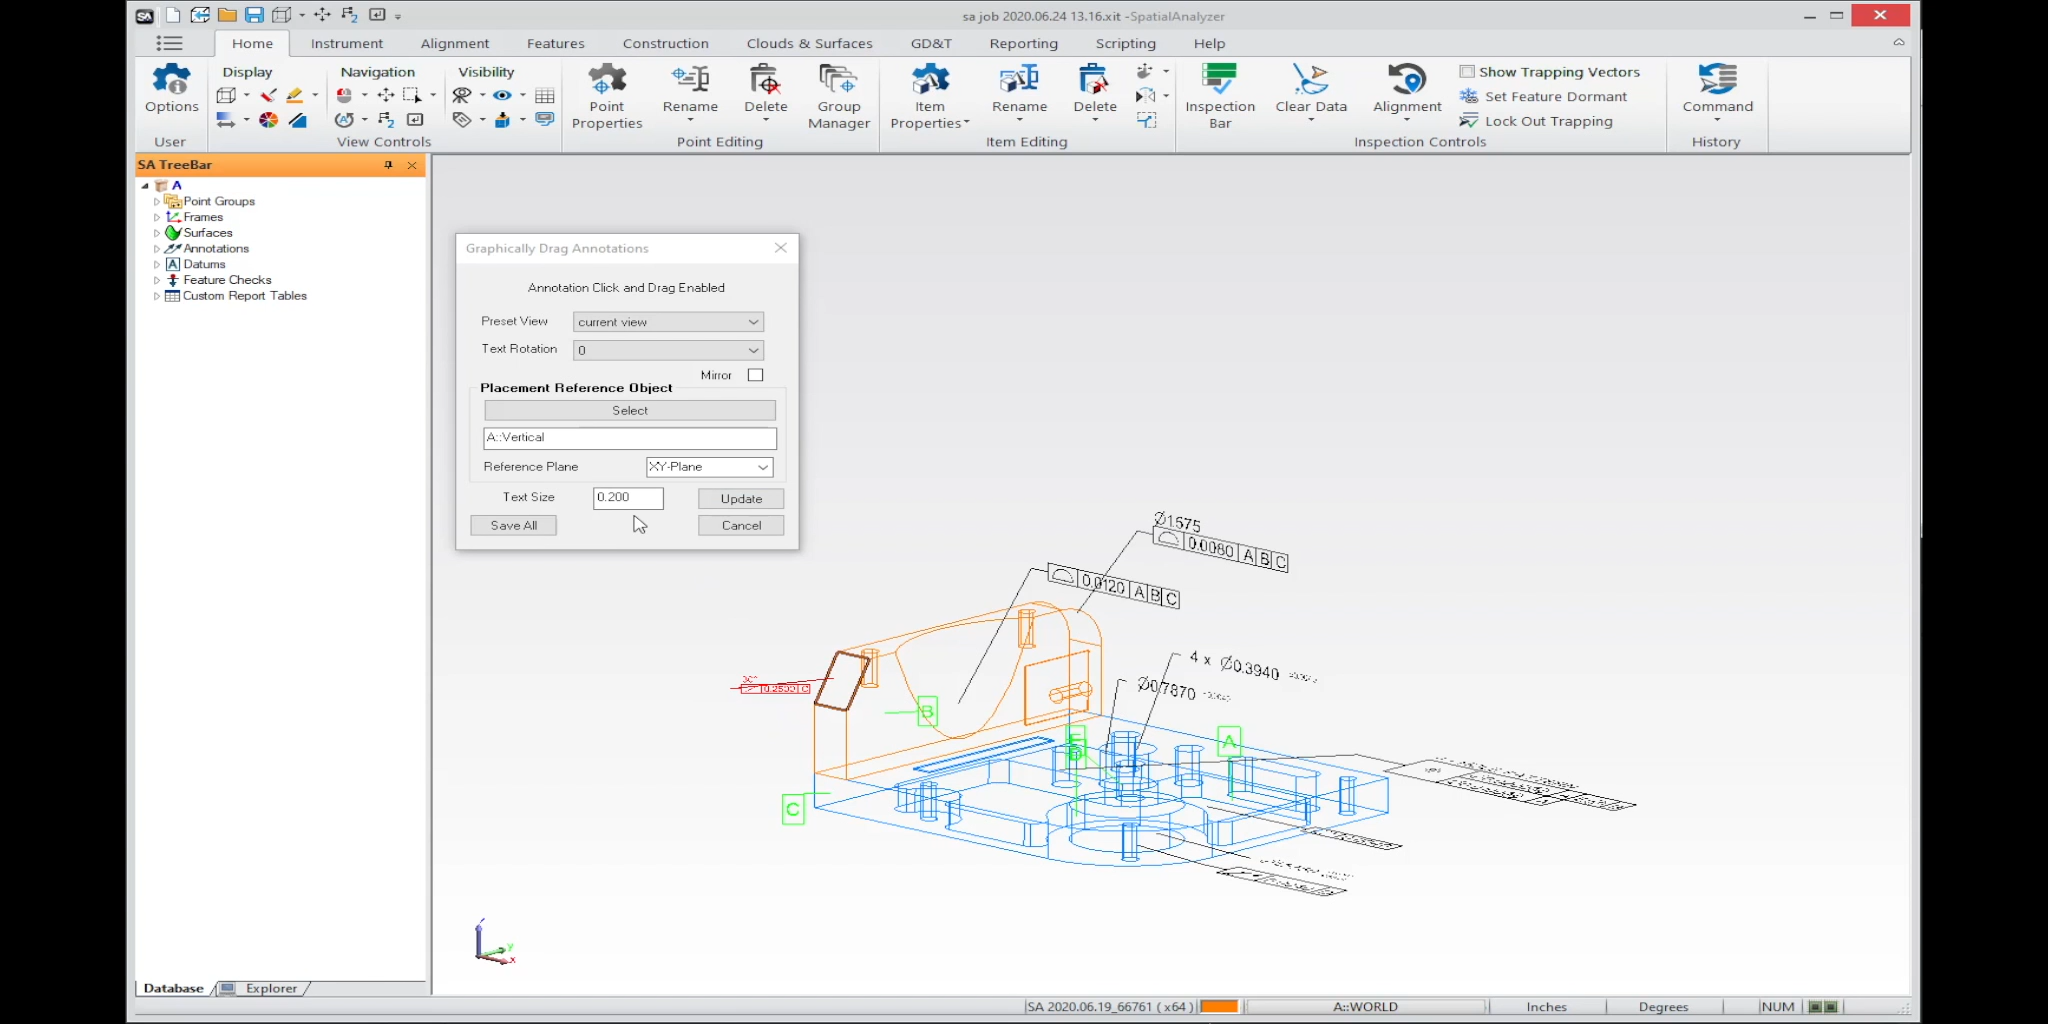 sa job 2020.06.24 13.16.xit -SpatialAnalyzer
Home Instrument Alignment Features Construction Clouds & Surfaces GD&T Reporting Scripting Help
Options
User
Display Navigation Visibility
View Controls
Point Properties
Rename
Delete
Group Manager
Point Editing
Item Properties
Rename
Delete
Item Editing
Inspection Bar
Clear Data
Alignment
Show Trapping Vectors
Set Feature Dormant
Lock Out Trapping
Inspection Controls
Command
History
SA TreeBar
A
Point Groups
Frames
Surfaces
Annotations
Datums
Feature Checks
Custom Report Tables
Graphically Drag Annotations
Annotation Click and Drag Enabled
Preset View current view
Text Rotation 0
Mirror
Placement Reference Object
Select
A::Vertical
Reference Plane XY-Plane
Text Size 0.200 Update
Save All Cancel
Ø1575
0.0080 A B C
0.0120 A B C
4 x Ø0.3940
Ø0.7870
30°
0.2500 C
B
A
C
Database Explorer
SA 2020.06.19_66761 ( x64 ) A::WORLD Inches Degrees NUM